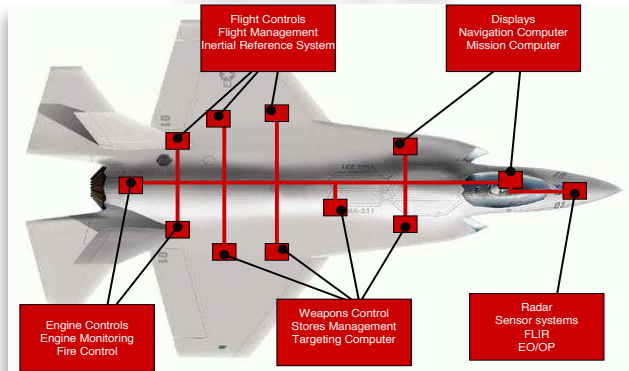 Flight Controls
Flight Management
Inertial Reference System
Displays
Navigation Computer
Mission Computer
Engine Controls
Engine Monitoring
Fire Control
Weapons Control
Stores Management
Targeting Computer
Radar
Sensor systems
FLIR
EO/OP